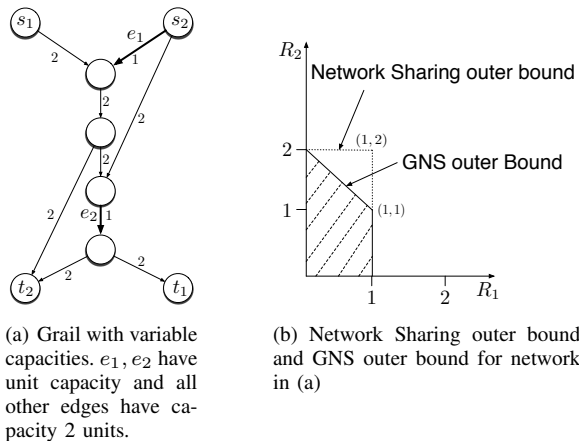 s₁
s₂
e₁
2
1
2
2
2
e₂
1
2
2
2
t₂
t₁
(a) Grail with variable
capacities. e₁, e₂ have
unit capacity and all
other edges have ca-
pacity 2 units.
R₂
Network Sharing outer bound
2
(1,2)
GNS outer Bound
1
(1,1)
1
2
R₁
(b) Network Sharing outer bound
and GNS outer bound for network
in (a)